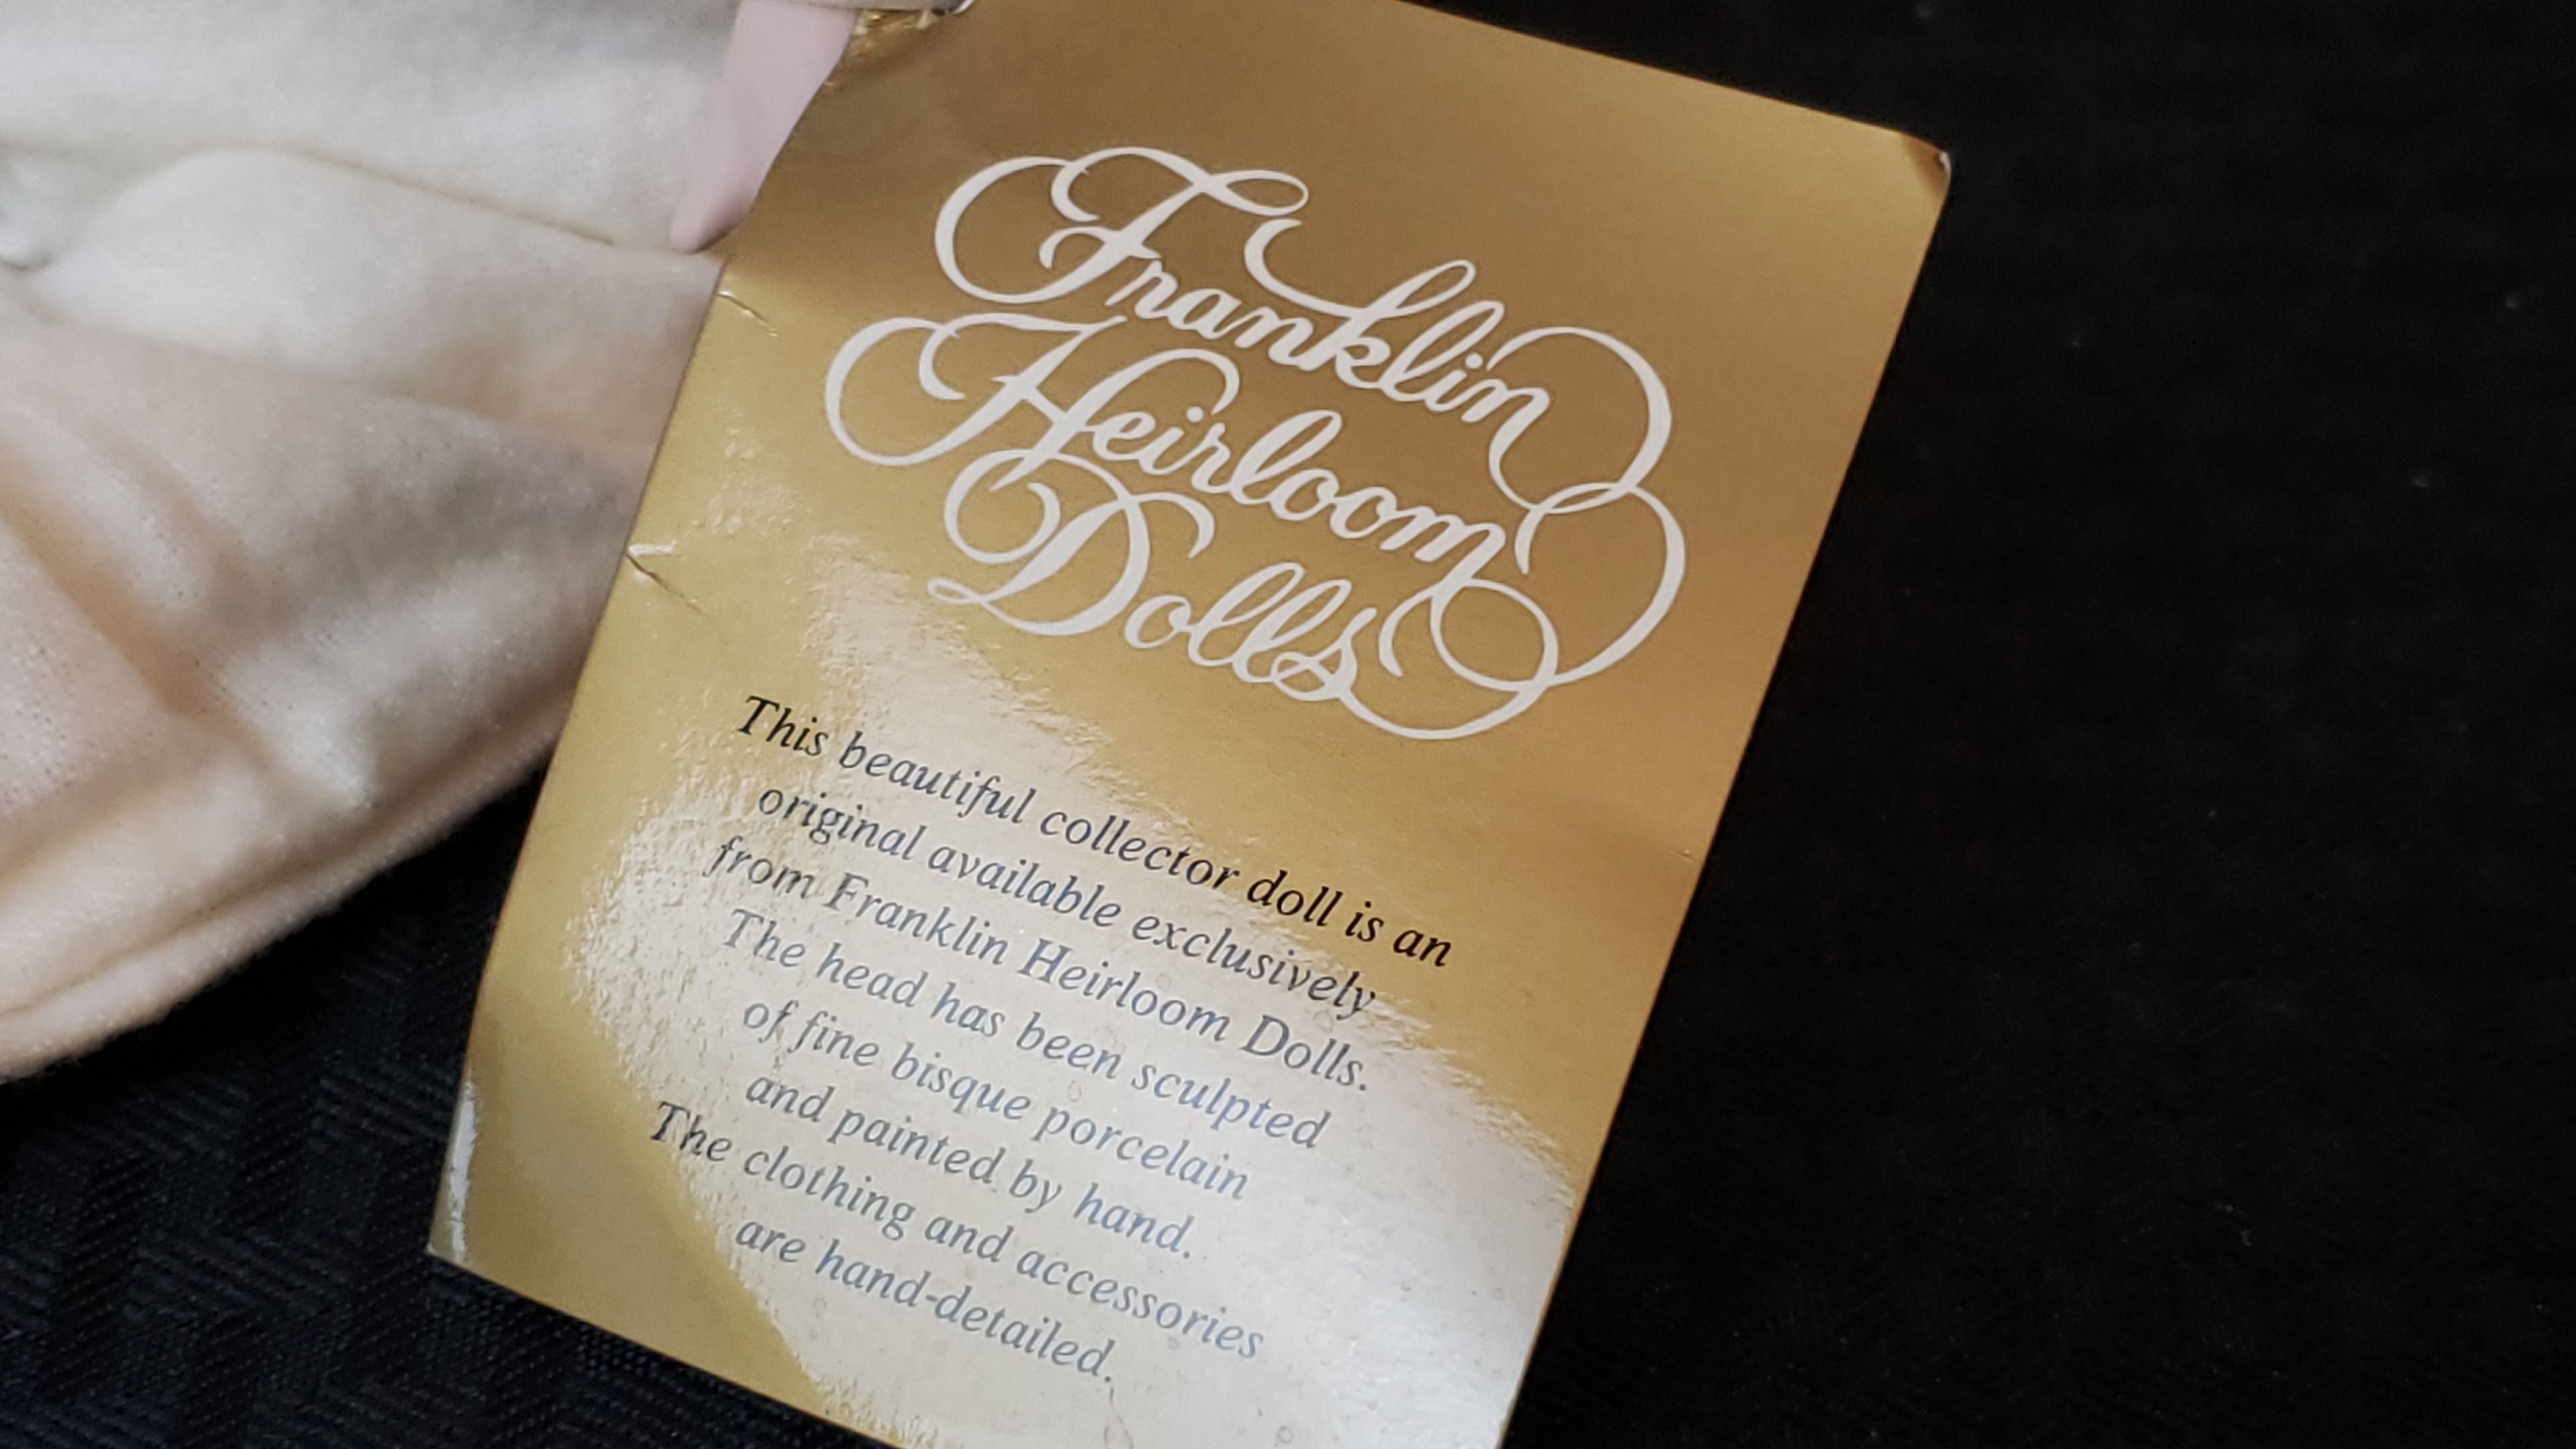 Franklin
Heirloom
Dolls
This beautiful collector doll is an
original available exclusively
from Franklin Heirloom Dolls.
The head has been sculpted
of fine bisque porcelain
and painted by hand.
The clothing and accessories
are hand-detailed.